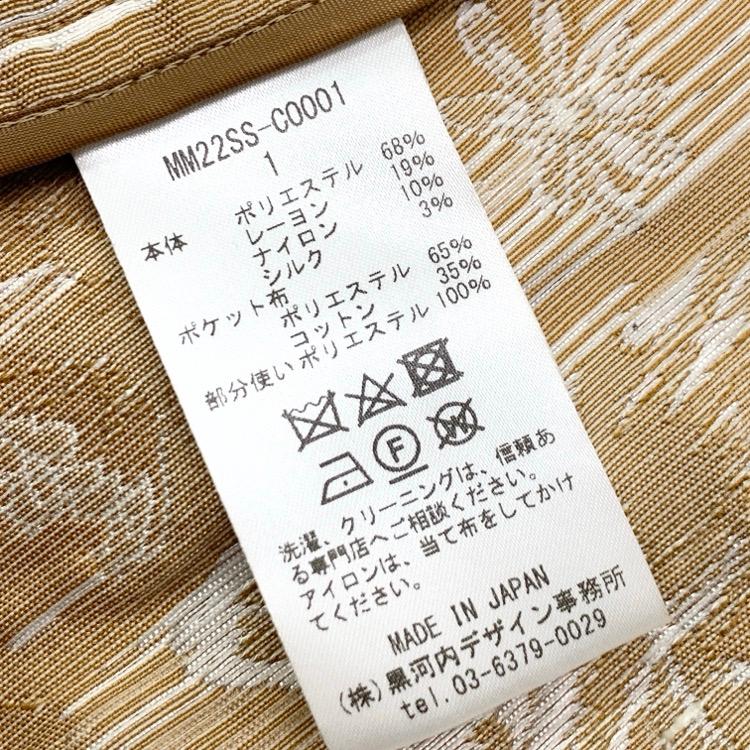 MM22SS-C0001
1
本体 ポリエステル 68%
レーヨン 19%
ナイロン 10%
シルク 3%
ポケット布
ポリエステル 65%
コットン 35%
部分使い ポリエステル 100%
F
W
洗濯、クリーニングは、信頼あ
る専門店へご相談ください。
アイロンは、当て布をしてかけ
てください。
MADE IN JAPAN
(株)黒河内デザイン事務所
tel. 03-6379-0029